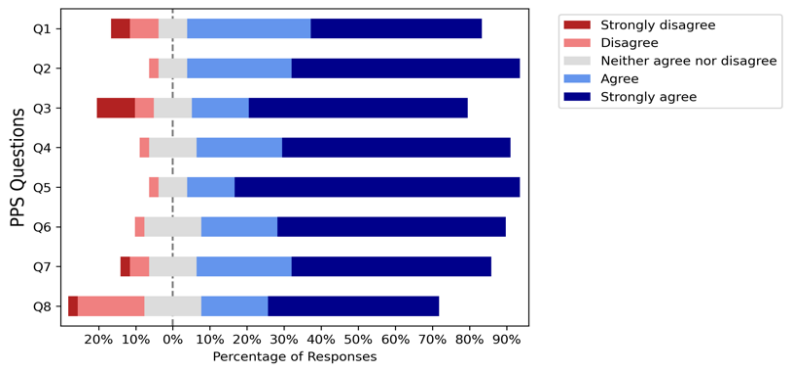 Q1
Q2
Q3
Q4
Q5
Q6
Q7
Q8
PPS Questions
20% 10% 0% 10% 20% 30% 40% 50% 60% 70% 80% 90%
Percentage of Responses
Strongly disagree
Disagree
Neither agree nor disagree
Agree
Strongly agree